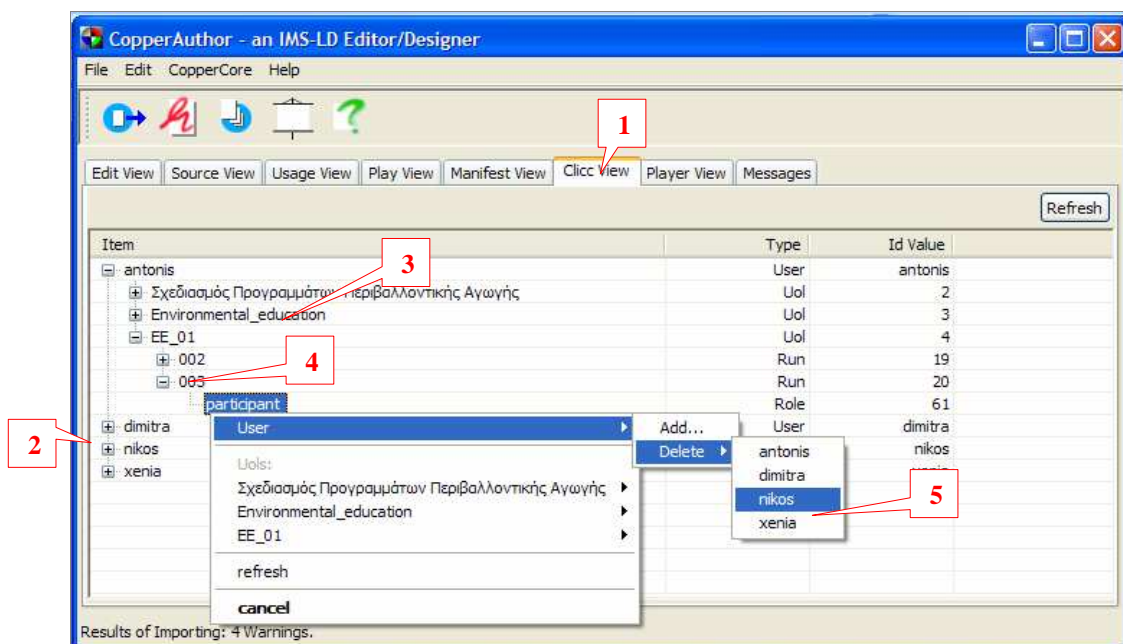 CopperAuthor - an IMS-LD Editor/Designer
File Edit CopperCore Help
1
Edit View Source View Usage View Play View Manifest View Clicc View Player View Messages
Refresh
Item Type Id Value
antonis User antonis
3
Σχεδιασμός Προγραμμάτων Περιβαλλοντικής Αγωγής Uol 2
Environmental_education Uol 3
EE_01 Uol 4
002 Run 19
4
003 Run 20
participant Role 61
dimitra User dimitra
2
nikos nikos
xenia
User
Add...
Delete
antonis
dimitra
nikos
xenia
5
Uols:
Σχεδιασμός Προγραμμάτων Περιβαλλοντικής Αγωγής
Environmental_education
EE_01
refresh
cancel
Results of Importing: 4 Warnings.